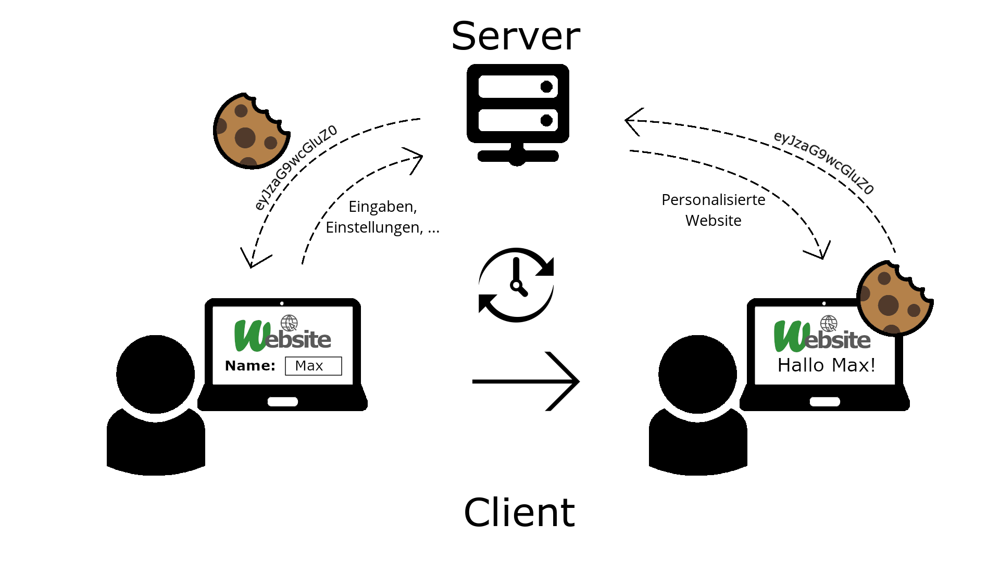 Server
eyJzaG9wcGluZ0
Eingaben,
Einstellungen, ...
eyJzaG9wcGluZ0
Personalisierte
Website
Website
Name: Max
Website
Hallo Max!
Client